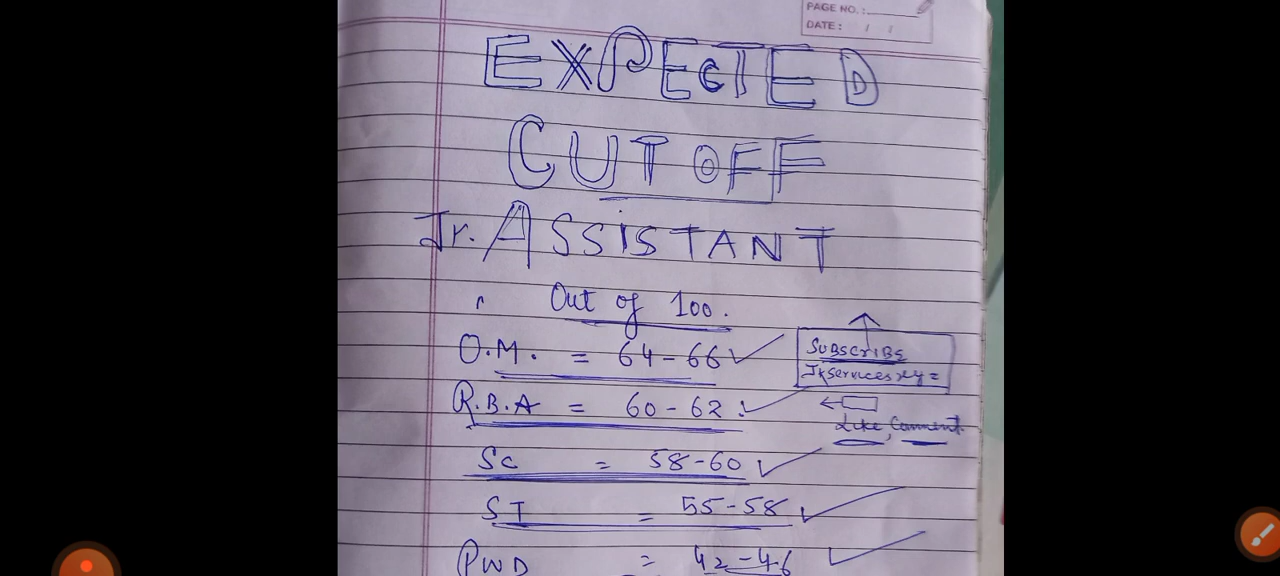 PAGE NO. :
DATE : / /
EXPECTED
CUT OFF
Jr. ASSISTANT
Out of 100.
O.M. = 64-66
SUBSCRIBE
R.B.A = 60-62
Like, Comment.
SC = 58-60
ST = 55-58
PWD = 42-46